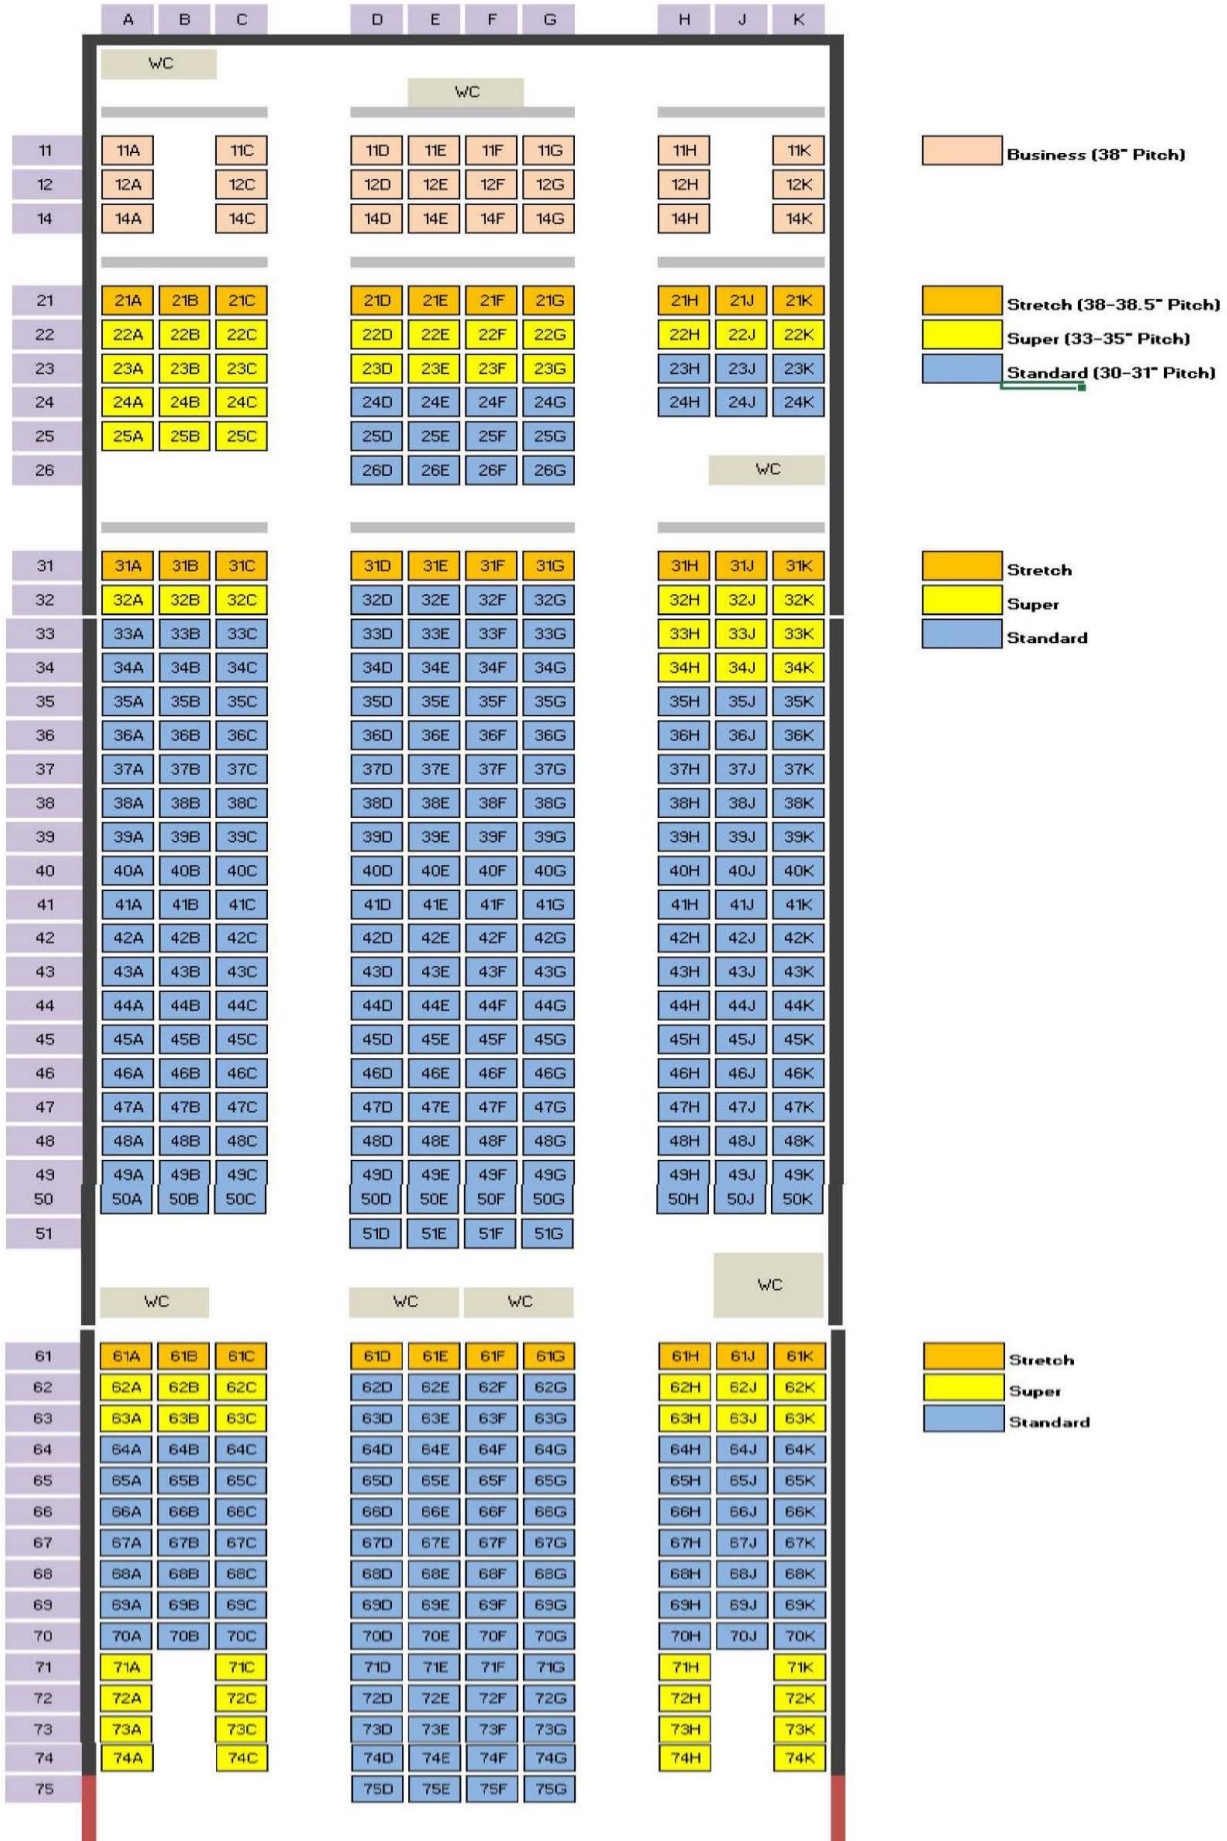 A B C D E F G H J K
WC
WC
11 11A 11C 11D 11E 11F 11G 11H 11K Business (38" Pitch)
12 12A 12C 12D 12E 12F 12G 12H 12K
14 14A 14C 14D 14E 14F 14G 14H 14K
21 21A 21B 21C 21D 21E 21F 21G 21H 21J 21K Stretch (38-38.5" Pitch)
22 22A 22B 22C 22D 22E 22F 22G 22H 22J 22K Super (33-35" Pitch)
23 23A 23B 23C 23D 23E 23F 23G 23H 23J 23K Standard (30-31" Pitch)
24 24A 24B 24C 24D 24E 24F 24G 24H 24J 24K
25 25A 25B 25C 25D 25E 25F 25G
26 26D 26E 26F 26G WC
31 31A 31B 31C 31D 31E 31F 31G 31H 31J 31K Stretch
32 32A 32B 32C 32D 32E 32F 32G 32H 32J 32K Super
33 33A 33B 33C 33D 33E 33F 33G 33H 33J 33K Standard
34 34A 34B 34C 34D 34E 34F 34G 34H 34J 34K
35 35A 35B 35C 35D 35E 35F 35G 35H 35J 35K
36 36A 36B 36C 36D 36E 36F 36G 36H 36J 36K
37 37A 37B 37C 37D 37E 37F 37G 37H 37J 37K
38 38A 38B 38C 38D 38E 38F 38G 38H 38J 38K
39 39A 39B 39C 39D 39E 39F 39G 39H 39J 39K
40 40A 40B 40C 40D 40E 40F 40G 40H 40J 40K
41 41A 41B 41C 41D 41E 41F 41G 41H 41J 41K
42 42A 42B 42C 42D 42E 42F 42G 42H 42J 42K
43 43A 43B 43C 43D 43E 43F 43G 43H 43J 43K
44 44A 44B 44C 44D 44E 44F 44G 44H 44J 44K
45 45A 45B 45C 45D 45E 45F 45G 45H 45J 45K
46 46A 46B 46C 46D 46E 46F 46G 46H 46J 46K
47 47A 47B 47C 47D 47E 47F 47G 47H 47J 47K
48 48A 48B 48C 48D 48E 48F 48G 48H 48J 48K
49 49A 49B 49C 49D 49E 49F 49G 49H 49J 49K
50 50A 50B 50C 50D 50E 50F 50G 50H 50J 50K
51 51D 51E 51F 51G
WC WC WC WC
61 61A 61B 61C 61D 61E 61F 61G 61H 61J 61K Stretch
62 62A 62B 62C 62D 62E 62F 62G 62H 62J 62K Super
63 63A 63B 63C 63D 63E 63F 63G 63H 63J 63K Standard
64 64A 64B 64C 64D 64E 64F 64G 64H 64J 64K
65 65A 65B 65C 65D 65E 65F 65G 65H 65J 65K
66 66A 66B 66C 66D 66E 66F 66G 66H 66J 66K
67 67A 67B 67C 67D 67E 67F 67G 67H 67J 67K
68 68A 68B 68C 68D 68E 68F 68G 68H 68J 68K
69 69A 69B 69C 69D 69E 69F 69G 69H 69J 69K
70 70A 70B 70C 70D 70E 70F 70G 70H 70J 70K
71 71A 71C 71D 71E 71F 71G 71H 71K
72 72A 72C 72D 72E 72F 72G 72H 72K
73 73A 73C 73D 73E 73F 73G 73H 73K
74 74A 74C 74D 74E 74F 74G 74H 74K
75 75D 75E 75F 75G